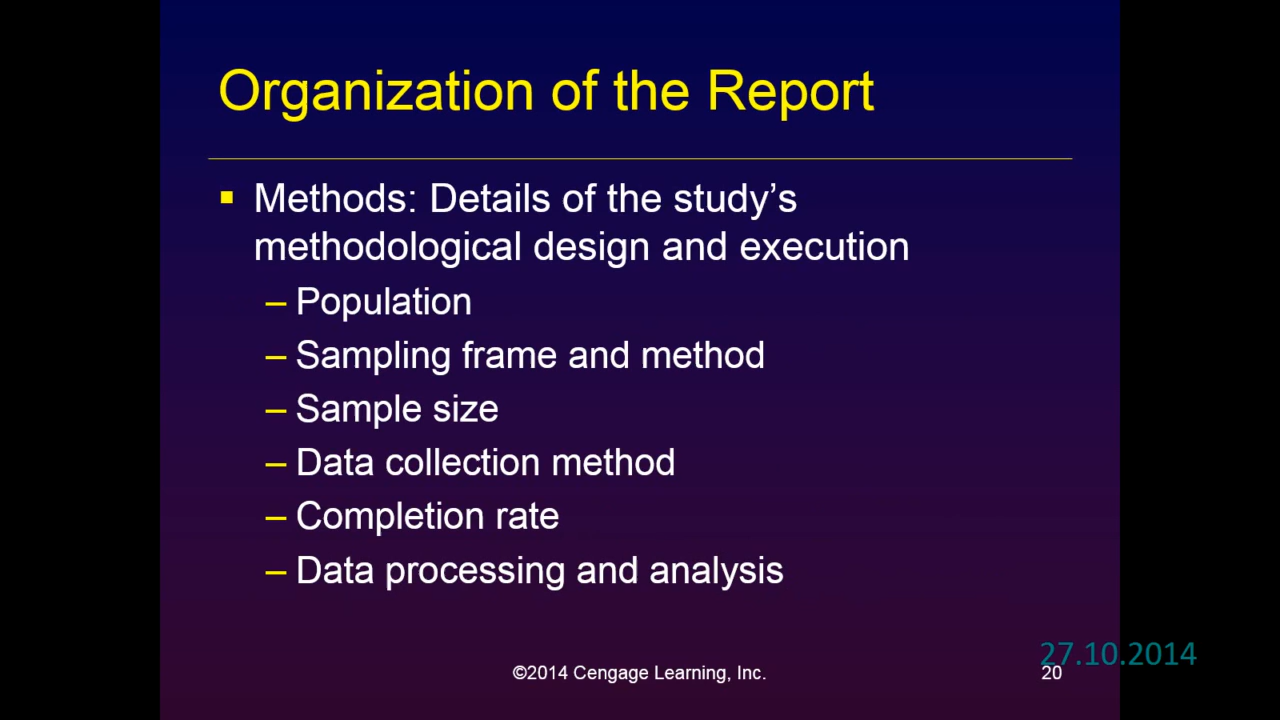 Organization of the Report
▪ Methods: Details of the study’s
methodological design and execution
– Population
– Sampling frame and method
– Sample size
– Data collection method
– Completion rate
– Data processing and analysis
27.10.2014
©2014 Cengage Learning, Inc.
20